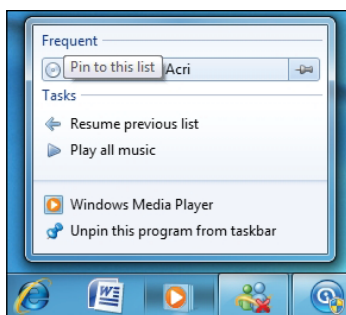 Frequent
Pin to this list Acri
Tasks
Resume previous list
Play all music
Windows Media Player
Unpin this program from taskbar
W